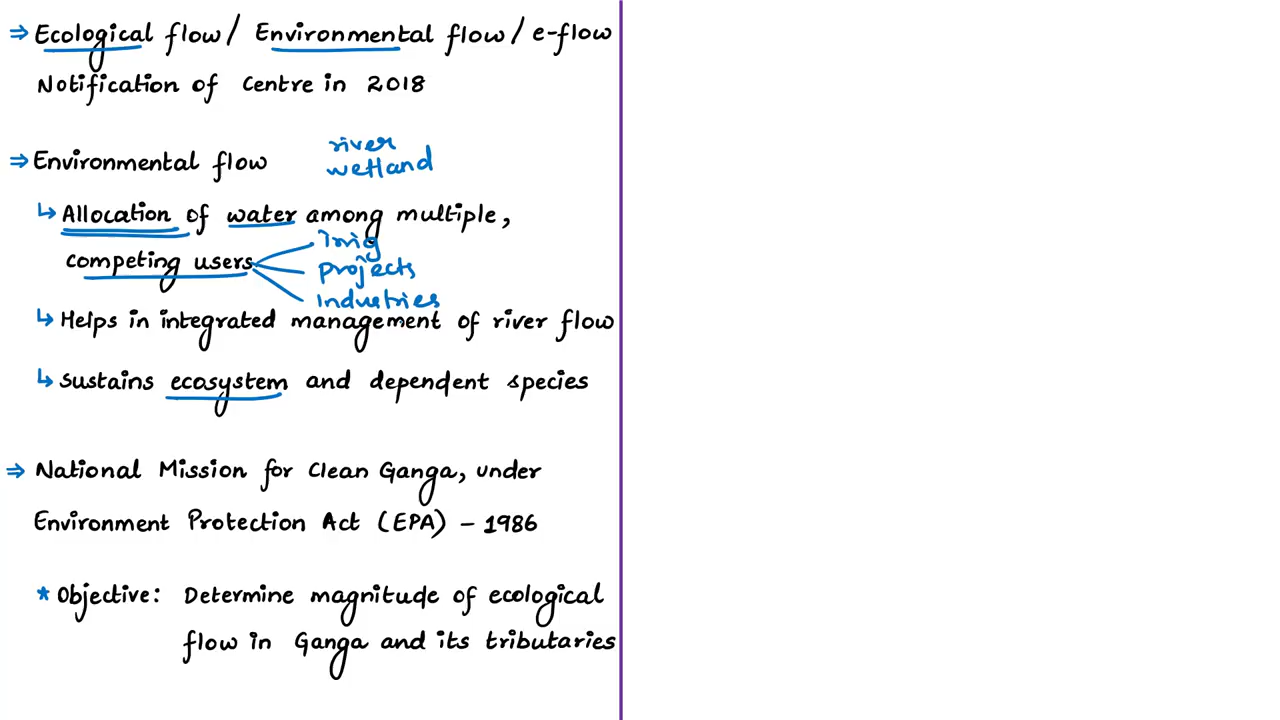 ⇒ Ecological flow / Environmental flow / e-flow
Notification of Centre in 2018
⇒ Environmental flow
river
wetland
↳ Allocation of water among multiple,
competing users
Irrig
projects
industries
↳ Helps in integrated management of river flow
↳ Sustains ecosystem and dependent species
⇒ National Mission for Clean Ganga, under
Environment Protection Act (EPA) - 1986
* Objective: Determine magnitude of ecological
flow in Ganga and its tributaries